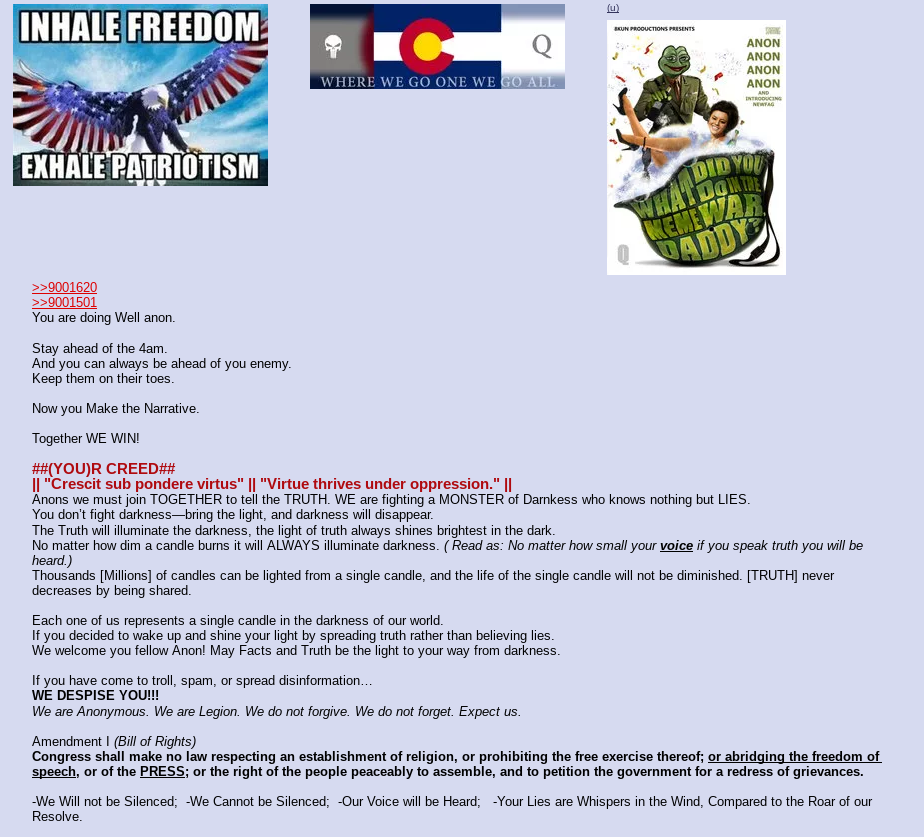 INHALE FREEDOM
EXHALE PATRIOTISM
Q
WHERE WE GO ONE WE GO ALL
(u)
BKUN PRODUCTIONS PRESENTS
STARRING
ANON
ANON
ANON
ANON
AND
INTRODUCING
NEWFAG
WHAT DID YOU
DO IN THE
MEME WAR
DADDY?
Q
>>9001620
>>9001501
You are doing Well anon.
Stay ahead of the 4am.
And you can always be ahead of you enemy.
Keep them on their toes.
Now you Make the Narrative.
Together WE WIN!
##(YOU)R CREED##
|| "Crescit sub pondere virtus" || "Virtue thrives under oppression." ||
Anons we must join TOGETHER to tell the TRUTH. WE are fighting a MONSTER of Darnkess who knows nothing but LIES.
You don’t fight darkness—bring the light, and darkness will disappear.
The Truth will illuminate the darkness, the light of truth always shines brightest in the dark.
No matter how dim a candle burns it will ALWAYS illuminate darkness. ( Read as: No matter how small your voice if you speak truth you will be
heard.)
Thousands [Millions] of candles can be lighted from a single candle, and the life of the single candle will not be diminished. [TRUTH] never
decreases by being shared.
Each one of us represents a single candle in the darkness of our world.
If you decided to wake up and shine your light by spreading truth rather than believing lies.
We welcome you fellow Anon! May Facts and Truth be the light to your way from darkness.
If you have come to troll, spam, or spread disinformation…
WE DESPISE YOU!!!
We are Anonymous. We are Legion. We do not forgive. We do not forget. Expect us.
Amendment I (Bill of Rights)
Congress shall make no law respecting an establishment of religion, or prohibiting the free exercise thereof; or abridging the freedom of
speech, or of the PRESS; or the right of the people peaceably to assemble, and to petition the government for a redress of grievances.
-We Will not be Silenced;  -We Cannot be Silenced;  -Our Voice will be Heard;   -Your Lies are Whispers in the Wind, Compared to the Roar of our
Resolve.